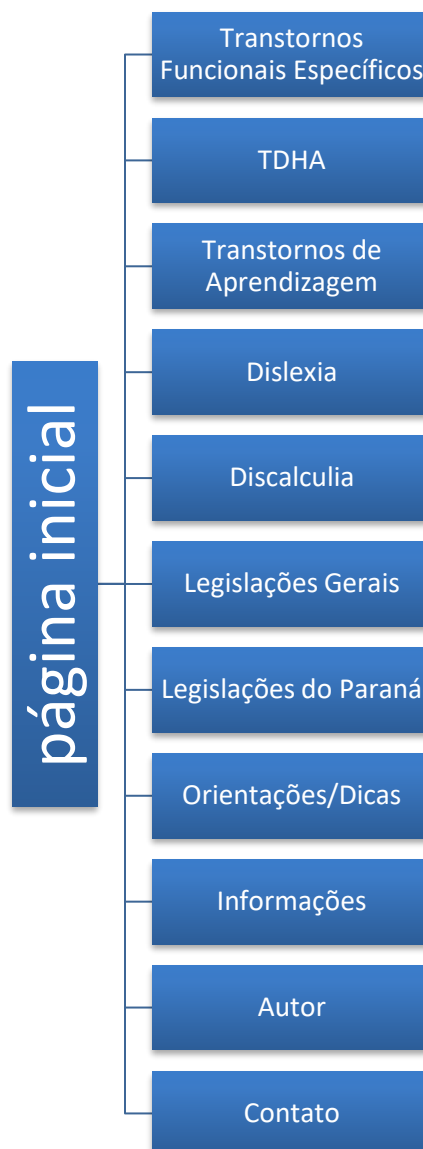 página inicial
Transtornos
Funcionais Específicos
TDHA
Transtornos de
Aprendizagem
Dislexia
Discalculia
Legislações Gerais
Legislações do Paraná
Orientações/Dicas
Informações
Autor
Contato